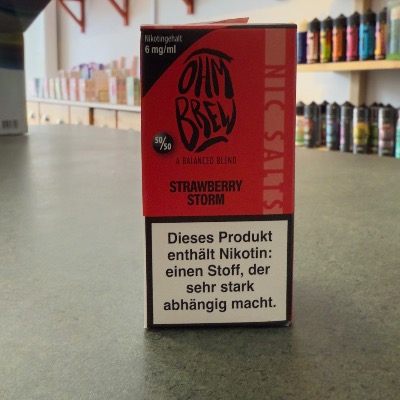 Nikotingehalt
6 mg/ml
OHM
BREW
50/50
A BALANCED BLEND
NIC SALTS
STRAWBERRY
STORM
Dieses Produkt
enthält Nikotin:
einen Stoff, der
sehr stark
abhängig macht.